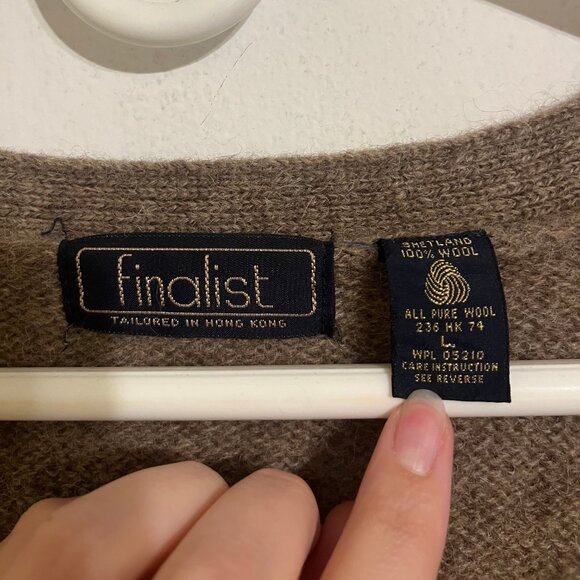 finalist
TAILORED IN HONG KONG
SHETLAND
100% WOOL
ALL PURE WOOL
236 HK 74
L
WPL 05210
CARE INSTRUCTION
SEE REVERSE